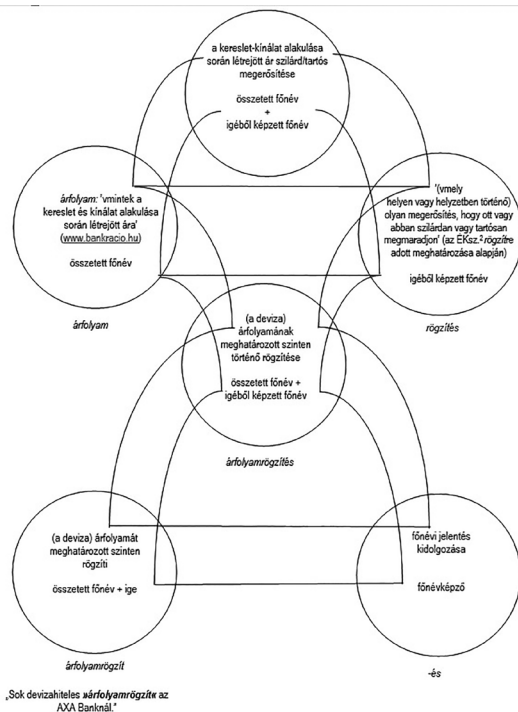 a kereslet-kínálat alakulása
során létrejött ár szilárd/tartós
megerősítése
összetett főnév
+
igéből képzett főnév
árfolyam: 'vmintek a
kereslet és kínálat alakulása
során létrejött ára'
(www.bankracio.hu)
összetett főnév
árfolyam
'(vmely
helyen vagy helyzetben történő)
olyan megerősítés, hogy ott vagy
abban szilárdan vagy tartósan
megmaradjon' (az ÉKsz.² rögzít-re
adott meghatározása alapján)
igéből képzett főnév
rögzítés
(a deviza)
árfolyamának
meghatározott szinten
történő rögzítése
összetett főnév +
igéből képzett főnév
árfolyamrögzítés
(a deviza) árfolyamát
meghatározott szinten
rögzíti
összetett főnév + ige
árfolyamrögzít
főnévi jelentés
kidolgozása
főnévképző
-és
„Sok devizahiteles »árfolyamrögzít« az
AXA Banknál."